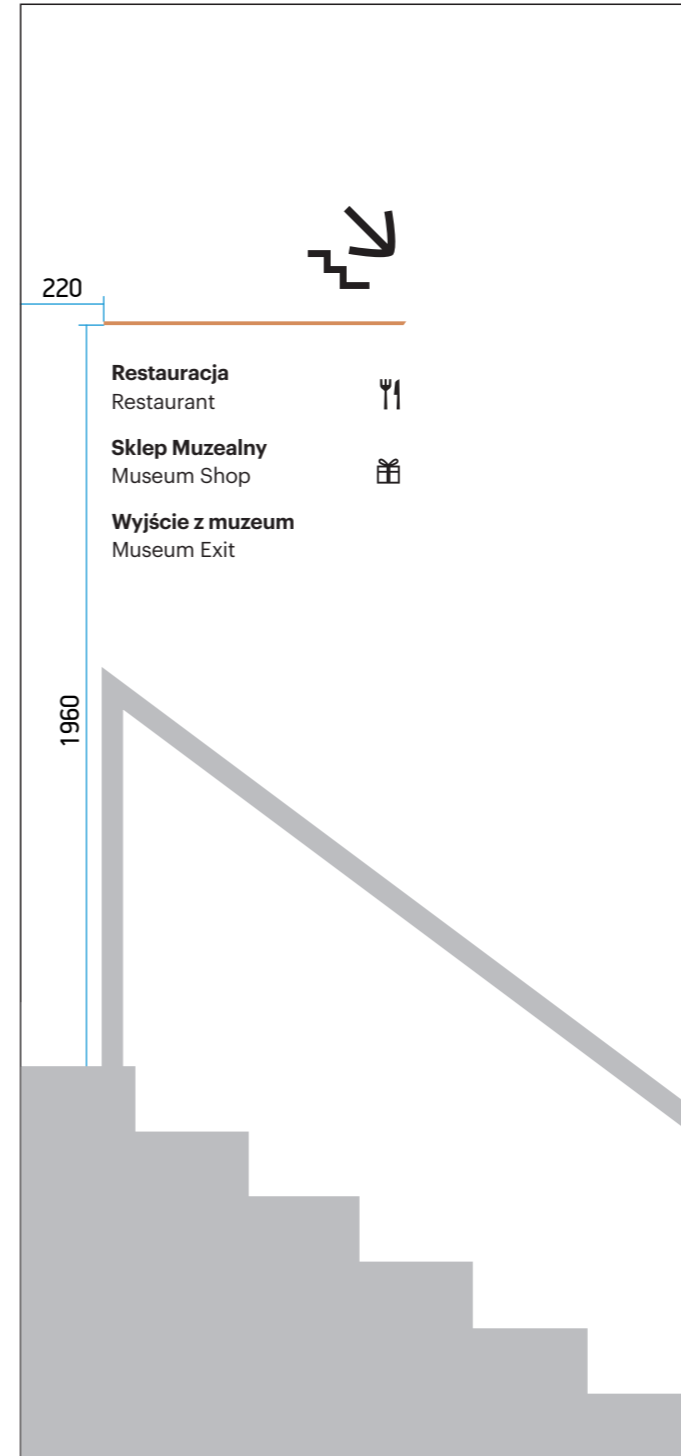 220
Restauracja
Restaurant
Sklep Muzealny
Museum Shop
Wyjście z muzeum
Museum Exit
1960